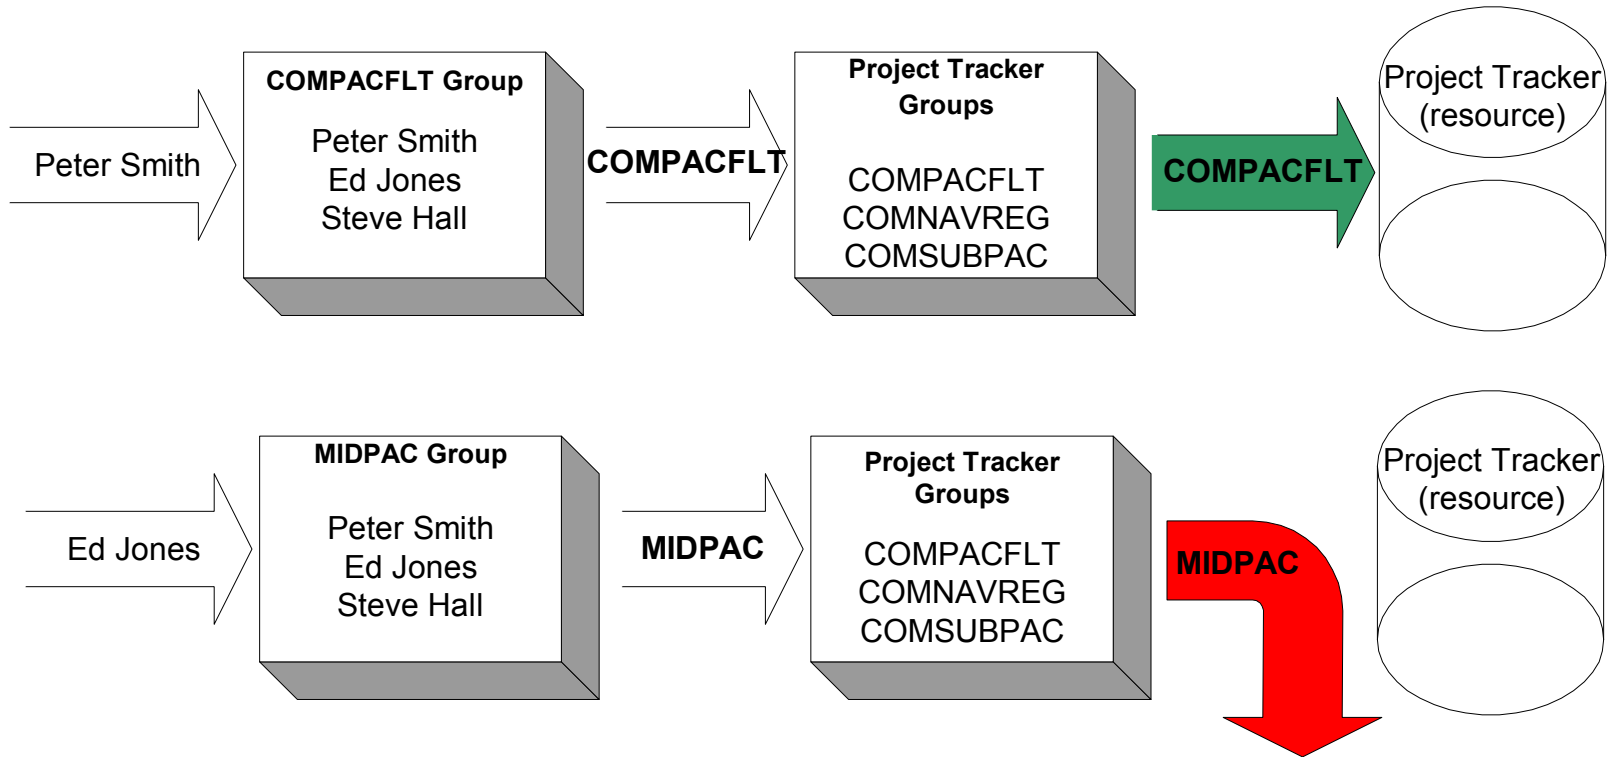 Peter Smith
COMPACFLT Group
Peter Smith
Ed Jones
Steve Hall
COMPACFLT
Project Tracker
Groups
COMPACFLT
COMNAVREG
COMSUBPAC
COMPACFLT
Project Tracker
(resource)
Ed Jones
MIDPAC Group
Peter Smith
Ed Jones
Steve Hall
MIDPAC
Project Tracker
Groups
COMPACFLT
COMNAVREG
COMSUBPAC
MIDPAC
Project Tracker
(resource)